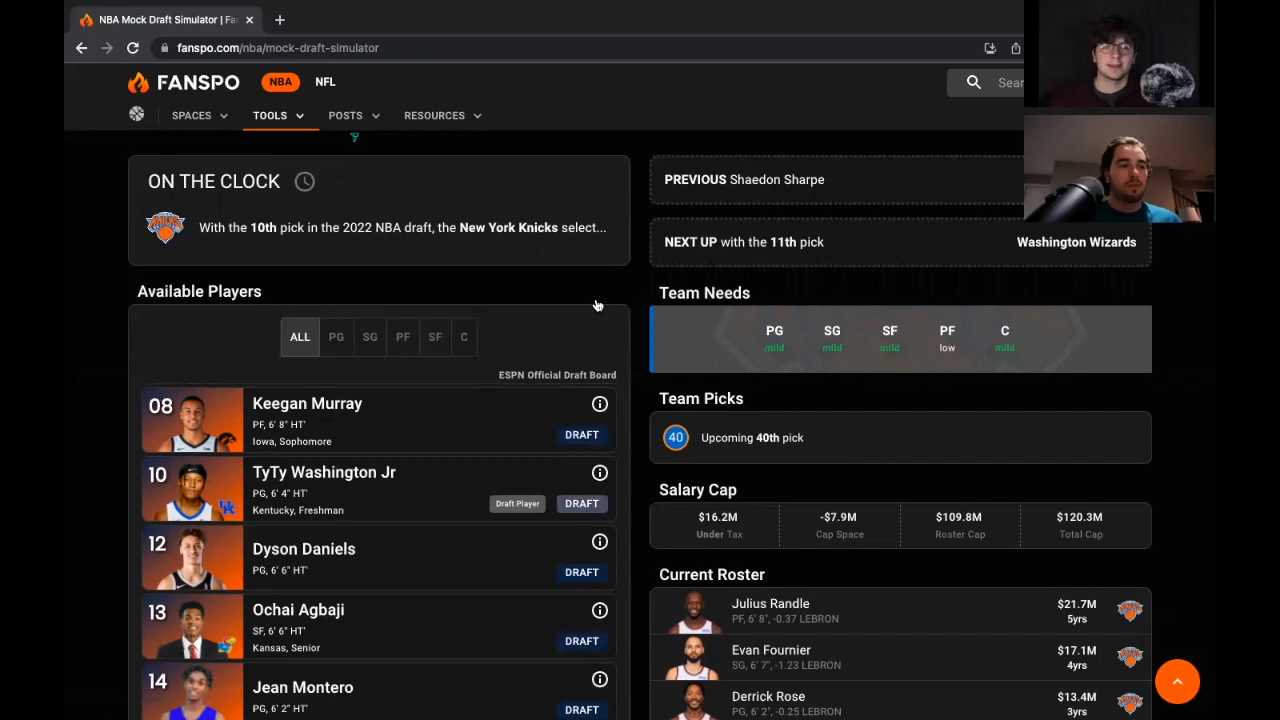 NBA Mock Draft Simulator | Fa
fanspo.com/nba/mock-draft-simulator
FANSPO
NBA
NFL
Sear
SPACES
TOOLS
POSTS
RESOURCES
ON THE CLOCK
With the 10th pick in the 2022 NBA draft, the New York Knicks select...
PREVIOUS Shaedon Sharpe
NEXT UP with the 11th pick
Washington Wizards
Available Players
ALL PG SG PF SF C
ESPN Official Draft Board
08
Keegan Murray
PF, 6' 8" HT'
Iowa, Sophomore
DRAFT
10
TyTy Washington Jr
PG, 6' 4" HT'
Kentucky, Freshman
Draft Player
DRAFT
12
Dyson Daniels
PG, 6' 6" HT'
DRAFT
13
Ochai Agbaji
SF, 6' 6" HT'
Kansas, Senior
DRAFT
14
Jean Montero
PG, 6' 2" HT'
DRAFT
Team Needs
PG SG SF PF C
mild mild mild low mild
Team Picks
40 Upcoming 40th pick
Salary Cap
$16.2M -$7.9M $109.8M $120.3M
Under Tax Cap Space Roster Cap Total Cap
Current Roster
Julius Randle
PF, 6' 8", -0.37 LEBRON
$21.7M
5yrs
Evan Fournier
SG, 6' 7", -1.23 LEBRON
$17.1M
4yrs
Derrick Rose
PG, 6' 2", -0.25 LEBRON
$13.4M
3yrs